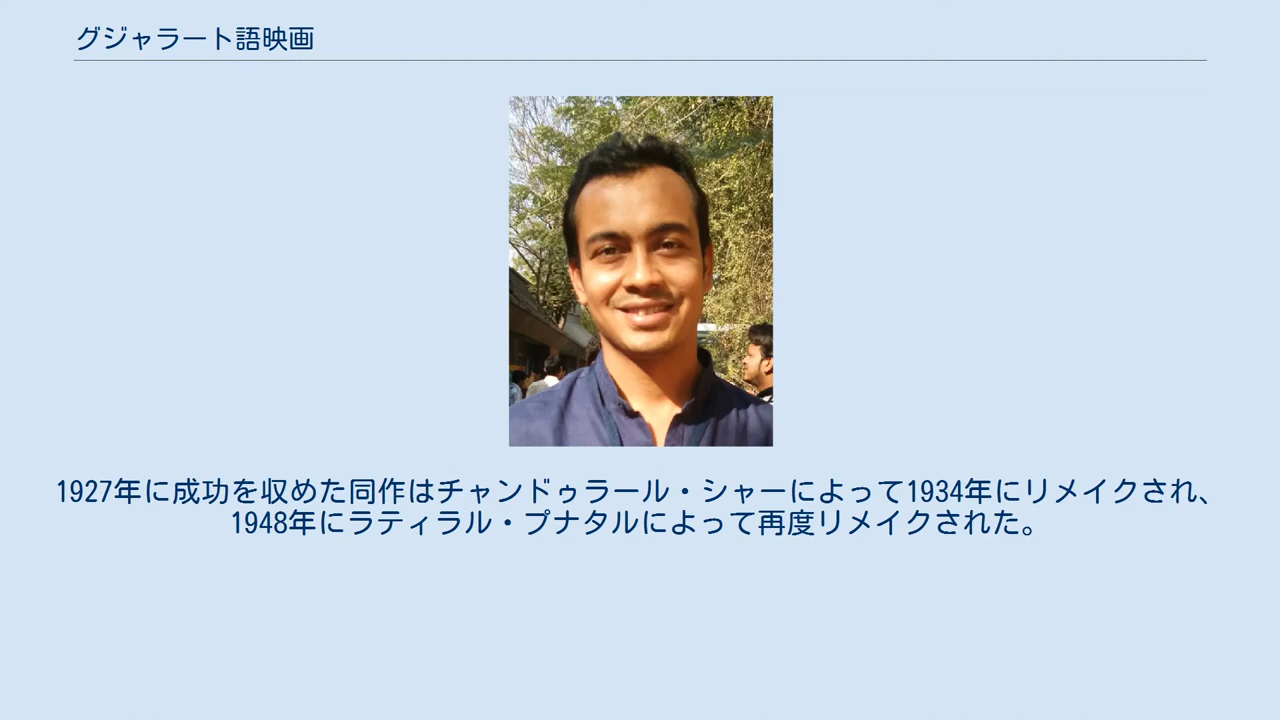 グジャラート語映画
1927年に成功を収めた同作はチャンドゥラール・シャーによって1934年にリメイクされ、
1948年にラティラル・プナタルによって再度リメイクされた。